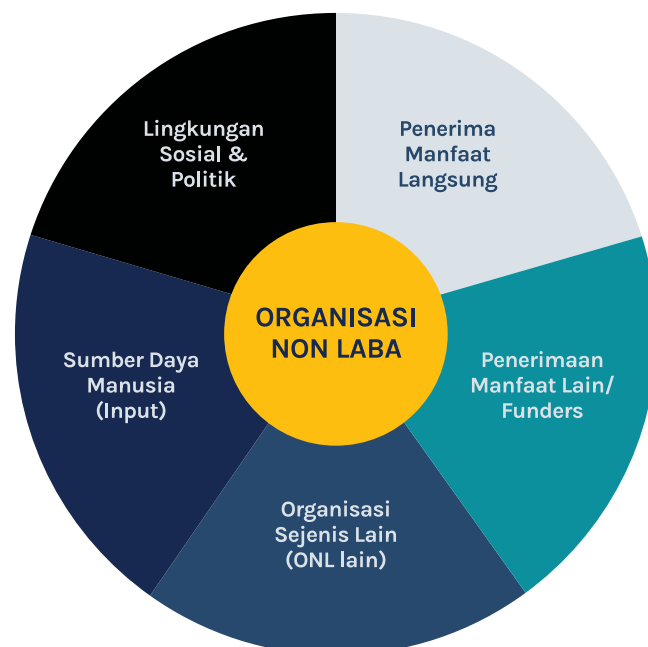 Lingkungan
Sosial &
Politik
Penerima
Manfaat
Langsung
ORGANISASI
NON LABA
Sumber Daya
Manusia
(Input)
Penerimaan
Manfaat Lain/
Funders
Organisasi
Sejenis Lain
(ONL lain)